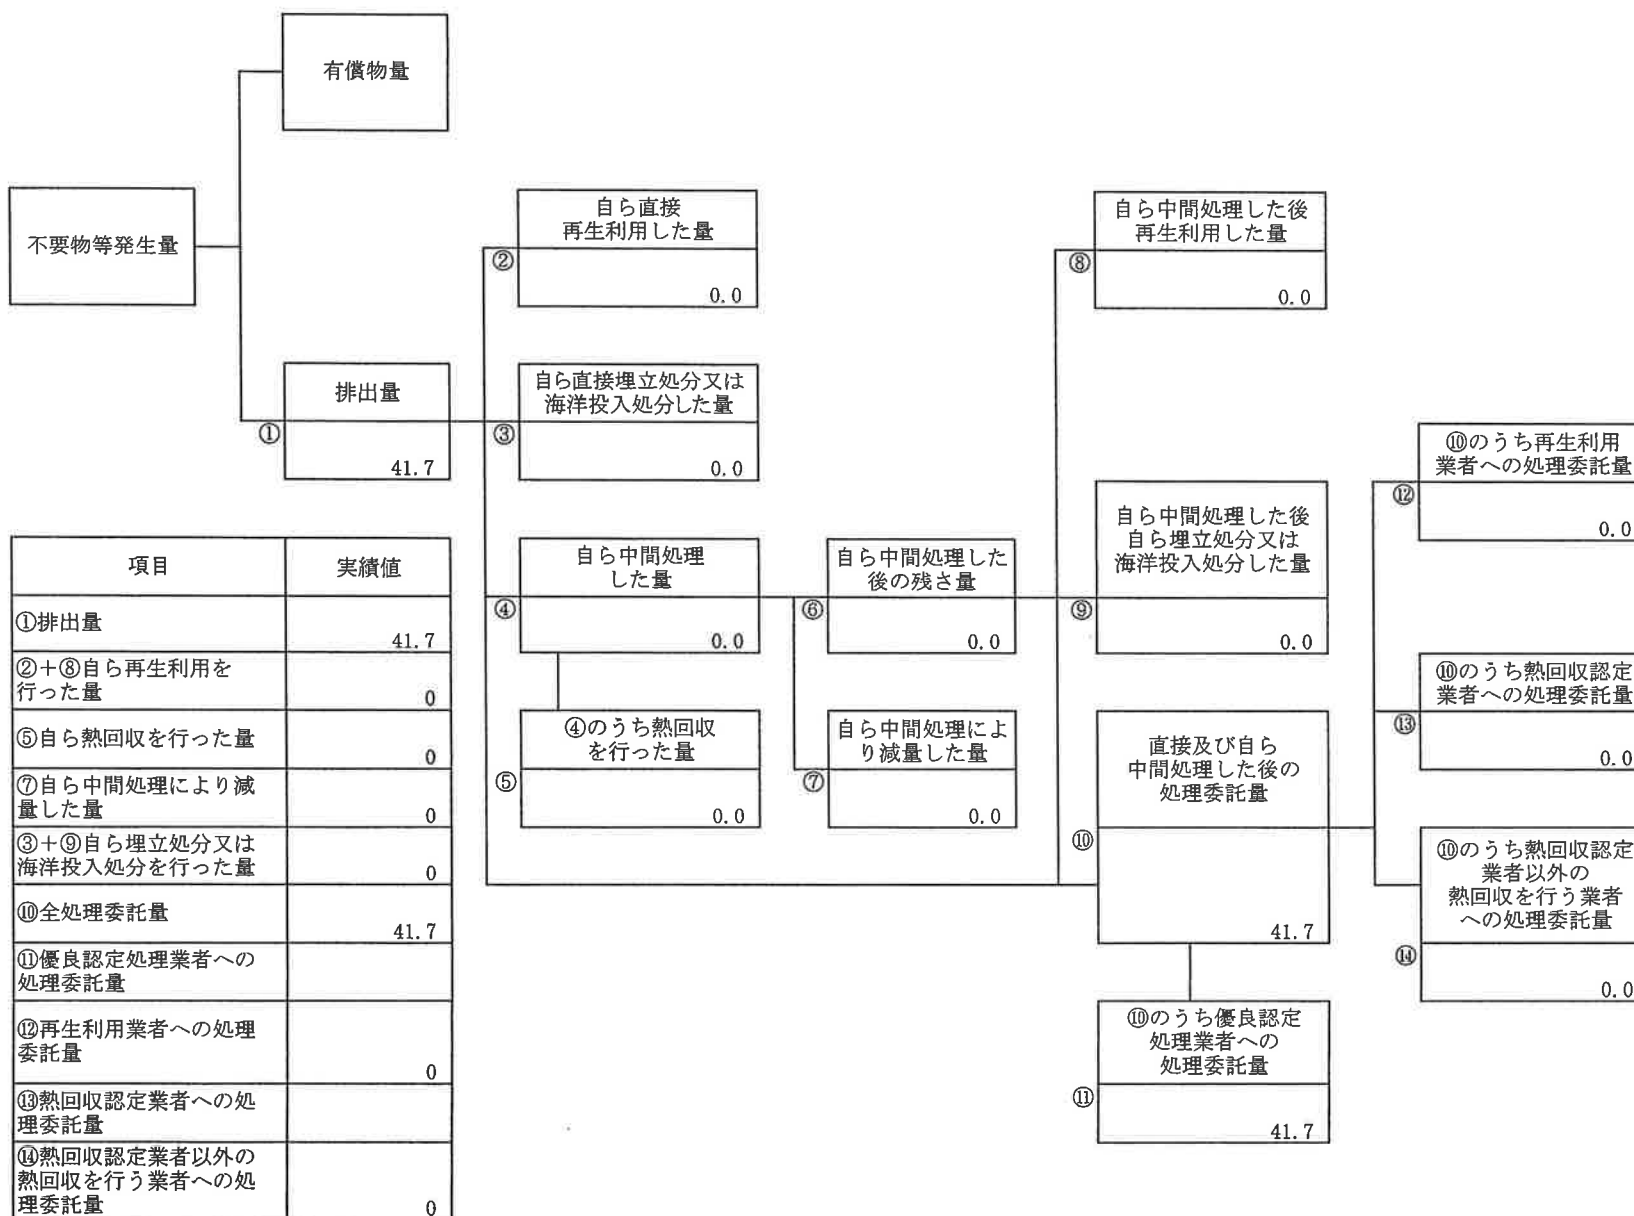 有償物量
不要物等発生量
自ら直接
再生利用した量
②
0.0
自ら中間処理した後
再生利用した量
⑧
0.0
排出量
①
41.7
自ら直接埋立処分又は
海洋投入処分した量
③
0.0
⑩のうち再生利用
業者への処理委託量
⑫
0.0
自ら中間処理
した量
④
0.0
自ら中間処理した
後の残さ量
⑥
0.0
自ら中間処理した後
自ら埋立処分又は
海洋投入処分した量
⑨
0.0
⑩のうち熱回収認定
業者への処理委託量
⑬
0.0
④のうち熱回収
を行った量
⑤
0.0
自ら中間処理によ
り減量した量
⑦
0.0
直接及び自ら
中間処理した後の
処理委託量
⑩
41.7
⑩のうち熱回収認定
業者以外の
熱回収を行う業者
への処理委託量
⑭
0.0
⑩のうち優良認定
処理業者への
処理委託量
⑪
41.7
項目 実績値
①排出量
41.7
②+⑧自ら再生利用を
行った量
0
⑤自ら熱回収を行った量
0
⑦自ら中間処理により減
量した量
0
③+⑨自ら埋立処分又は
海洋投入処分を行った量
0
⑩全処理委託量
41.7
⑪優良認定処理業者への
処理委託量
⑫再生利用業者への処理
委託量
0
⑬熱回収認定業者への処
理委託量
⑭熱回収認定業者以外の
熱回収を行う業者への処
理委託量
0